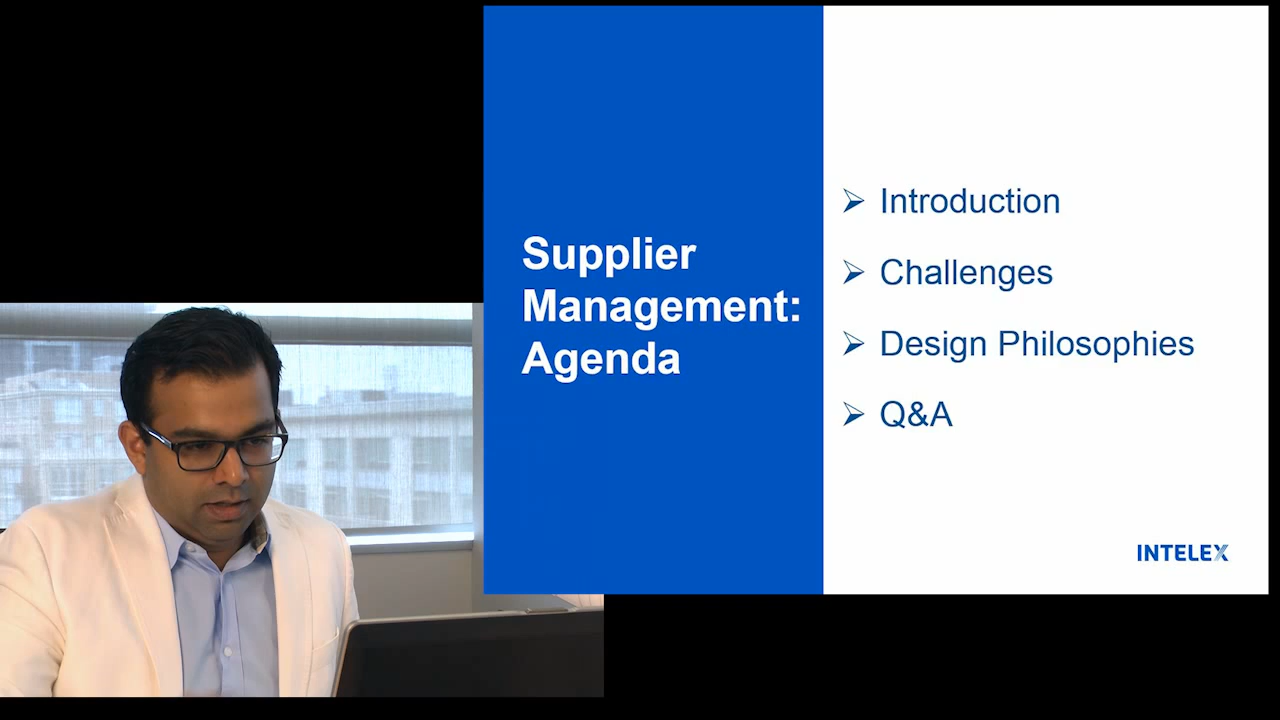 Supplier
Management:
Agenda
➢ Introduction
➢ Challenges
➢ Design Philosophies
➢ Q&A
INTELEX